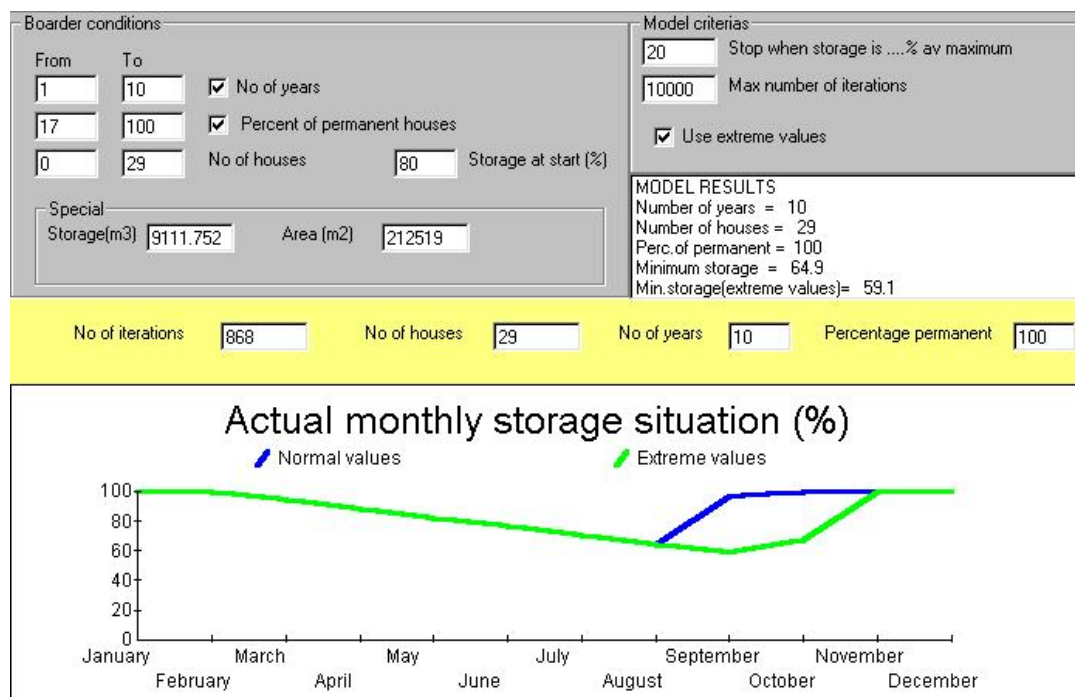 Boarder conditions
From To
1 10 No of years
17 100 Percent of permanent houses
0 29 No of houses 80 Storage at start (%)
Special
Storage(m3) 9111.752 Area (m2) 212519
Model criterias
20 Stop when storage is ....% av maximum
10000 Max number of iterations
Use extreme values
MODEL RESULTS
Number of years = 10
Number of houses = 29
Perc.of permanent = 100
Minimum storage = 64.9
Min.storage(extreme values)= 59.1
No of iterations 868 No of houses 29 No of years 10 Percentage permanent 100
Actual monthly storage situation (%)
Normal values Extreme values
100
80
60
40
20
0
January March May July September November
February April June August October December